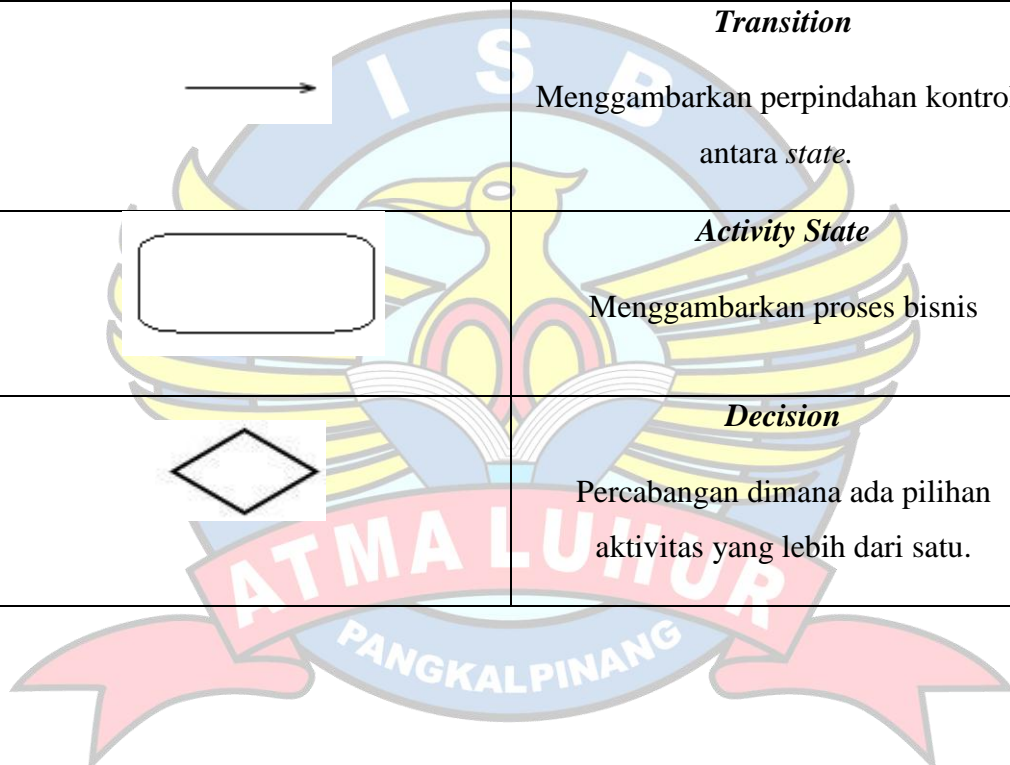 Transition
Menggambarkan perpindahan kontrol
antara state.
Activity State
Menggambarkan proses bisnis
Decision
Percabangan dimana ada pilihan
aktivitas yang lebih dari satu.
I S B
ATMA LUHUR
PANGKALPINANG